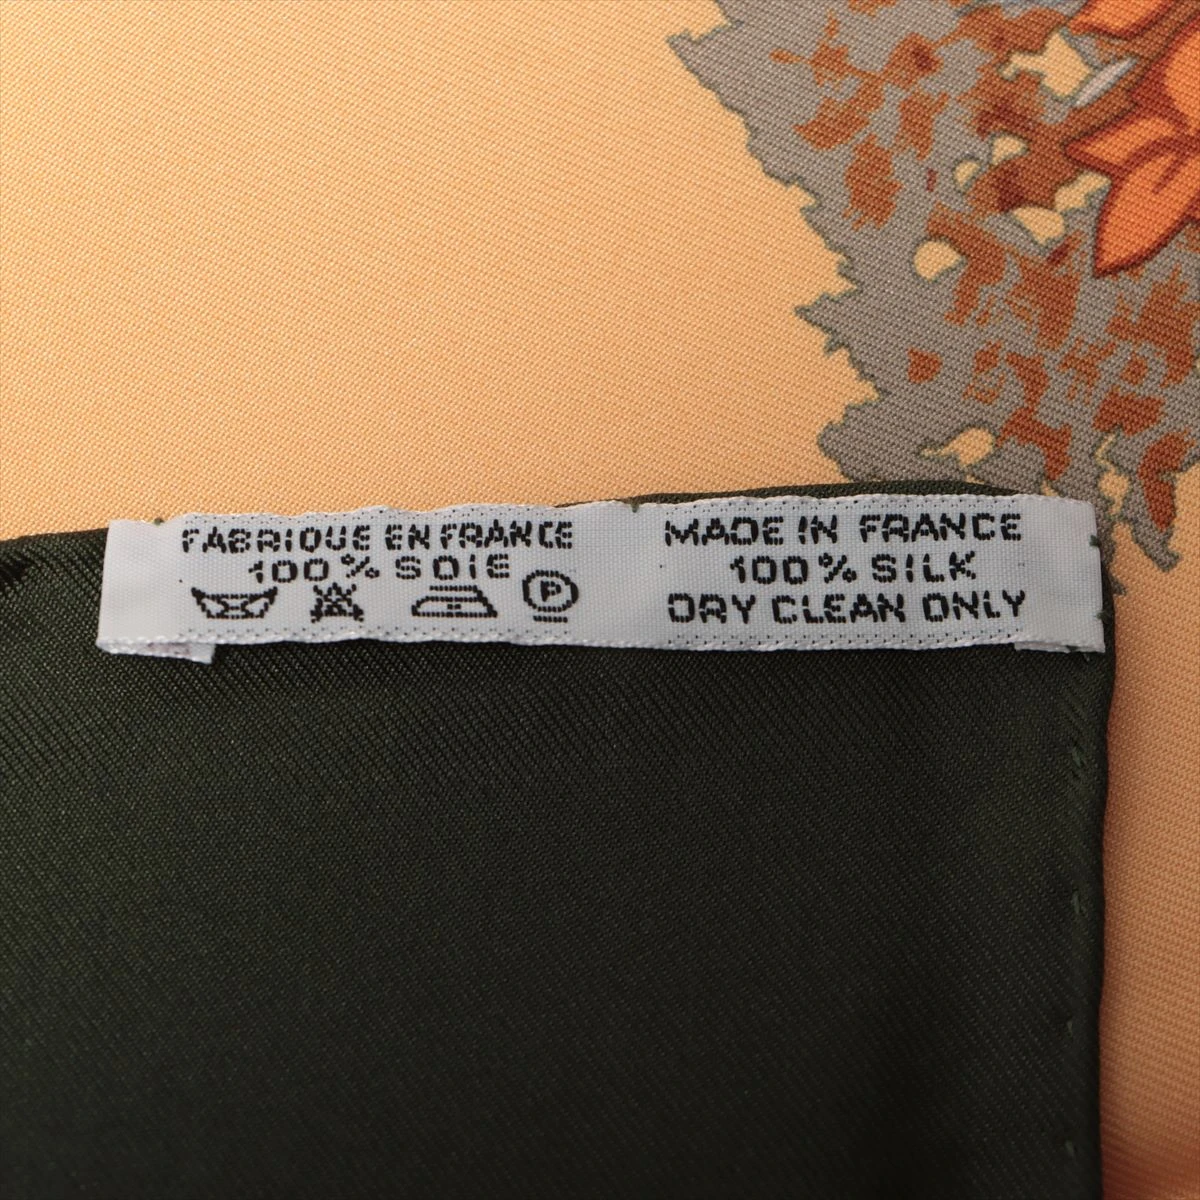 FABRIQUE EN FRANCE
100% SOIE
P
MADE IN FRANCE
100% SILK
DRY CLEAN ONLY